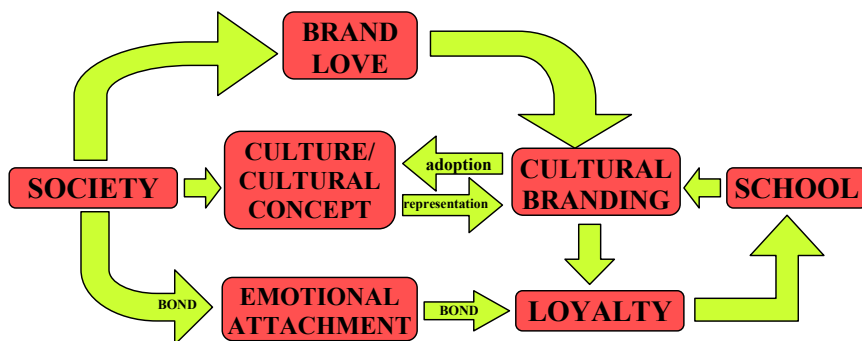 BRAND
LOVE
SOCIETY
CULTURE/
CULTURAL
CONCEPT
adoption
representation
CULTURAL
BRANDING
SCHOOL
BOND
EMOTIONAL
ATTACHMENT
BOND
LOYALTY